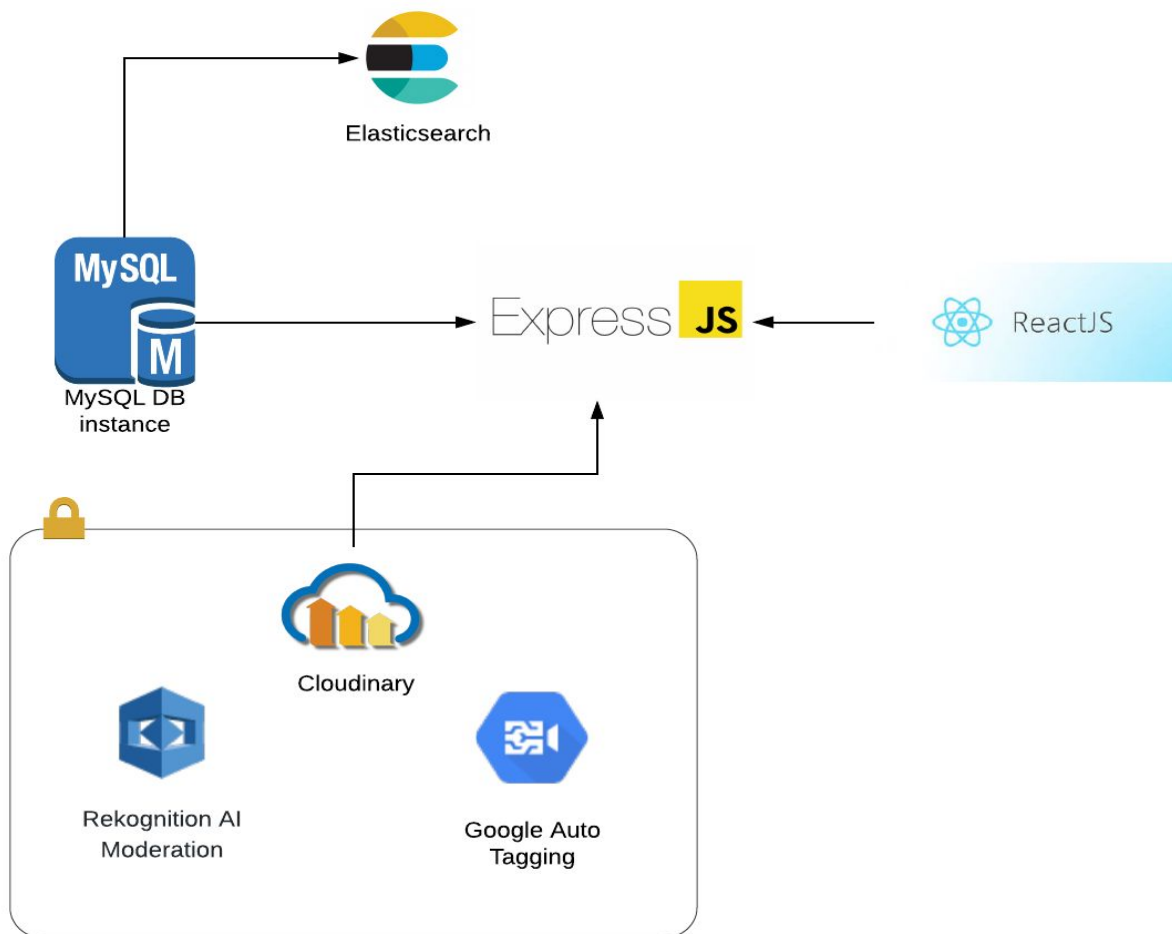 Elasticsearch
MySQL
M
MySQL DB
instance
Express JS
ReactJS
Cloudinary
Rekognition AI
Moderation
Google Auto
Tagging